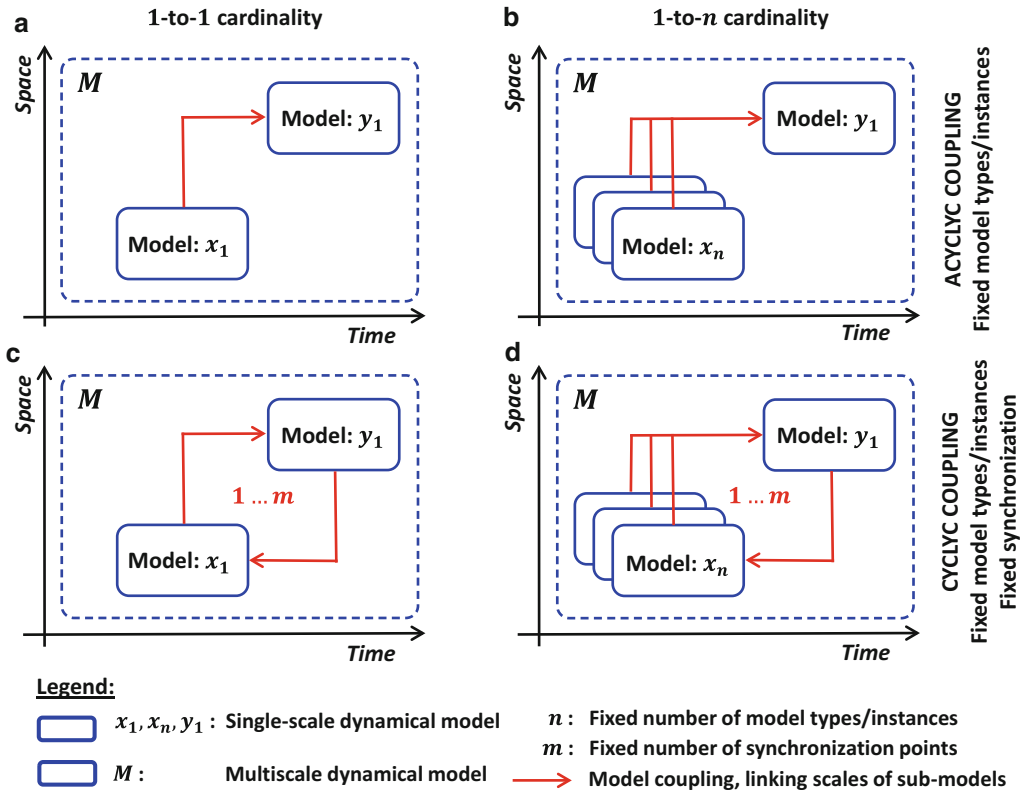 1-to-1 cardinality
1-to-n cardinality
a
Space
M
Model: y₁
Model: x₁
Time
b
Space
M
Model: y₁
Model: xₙ
Time
ACYCLYC COUPLING
Fixed model types/instances
c
Space
M
Model: y₁
1 ... m
Model: x₁
Time
d
Space
M
Model: y₁
1 ... m
Model: xₙ
Time
CYCLYC COUPLING
Fixed model types/instances
Fixed synchronization
Legend:
x₁, xₙ, y₁ : Single-scale dynamical model
M : Multiscale dynamical model
n : Fixed number of model types/instances
m : Fixed number of synchronization points
Model coupling, linking scales of sub-models